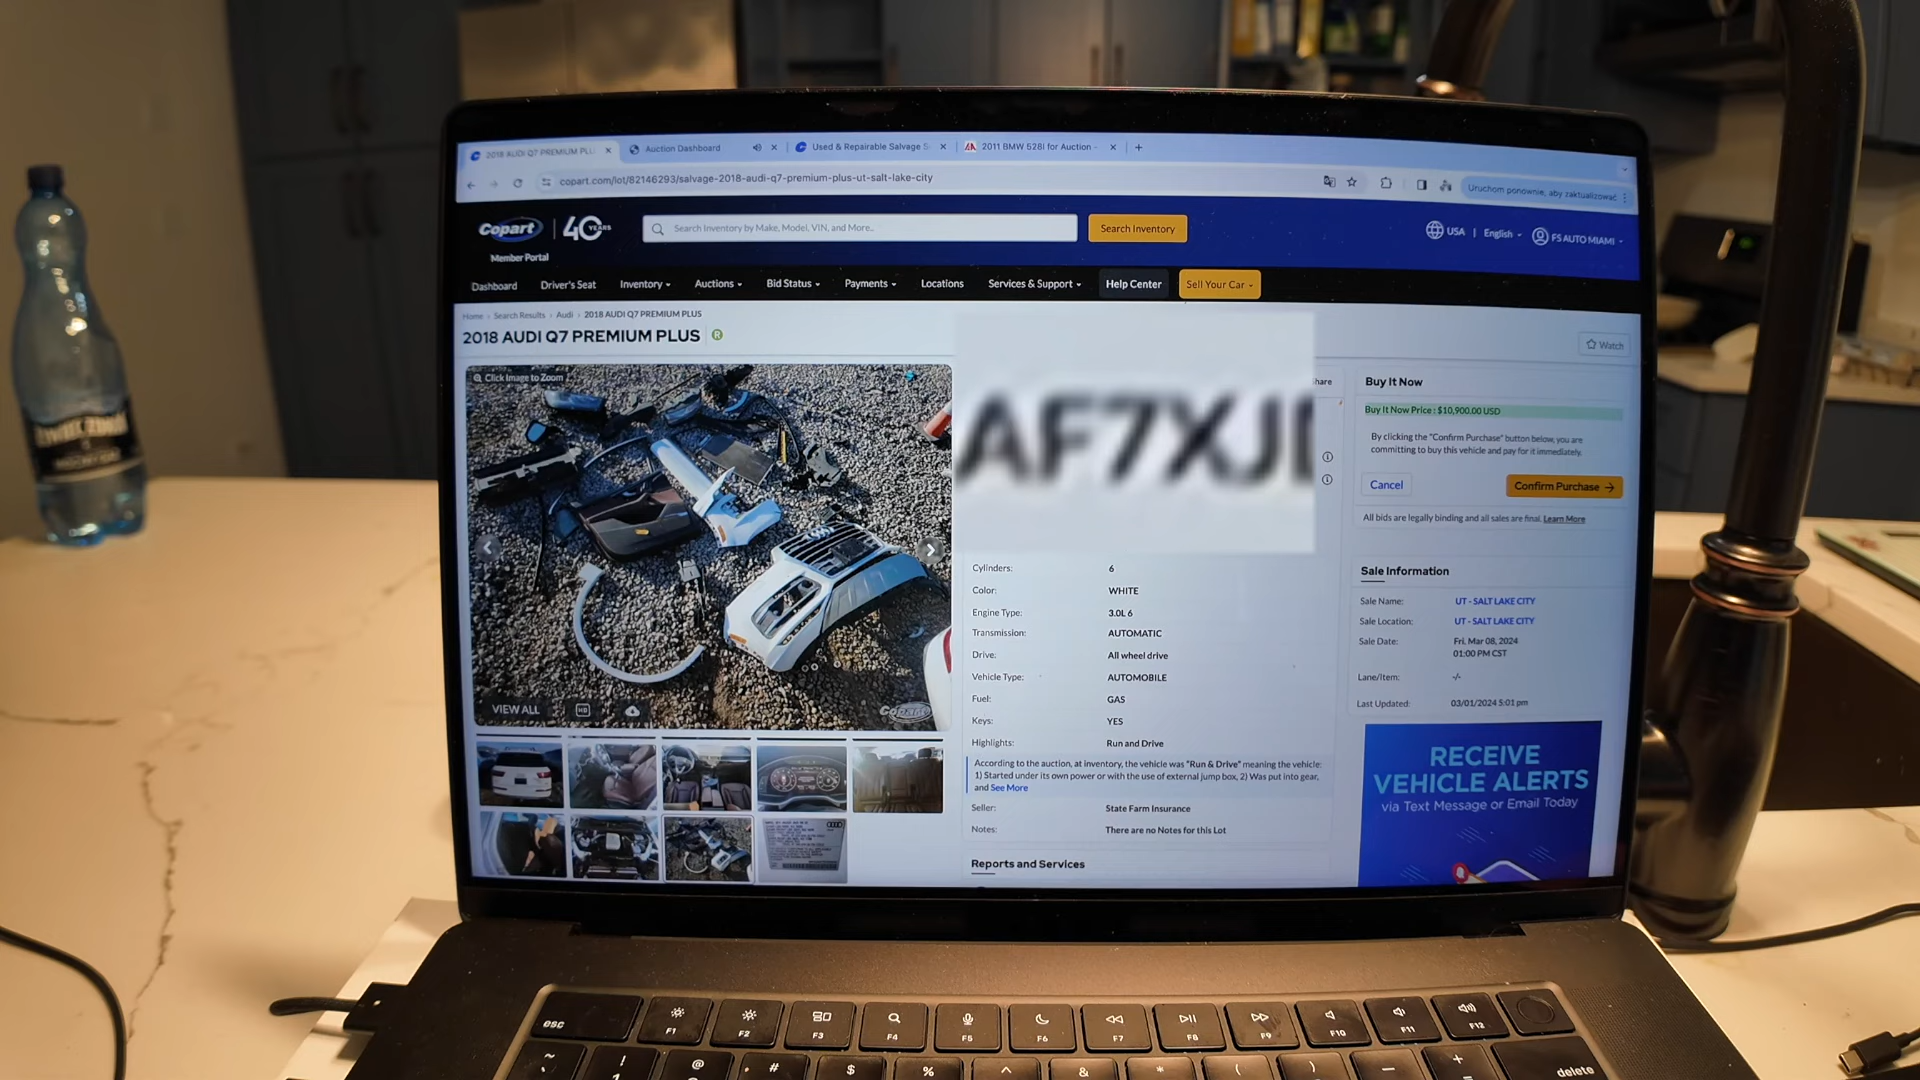 2018 AUDI Q7 PREMIUM PLU
Auction Dashboard
Used & Repairable Salvage S
2011 BMW 528I for Auction -
copart.com/lot/82146293/salvage-2018-audi-q7-premium-plus-ut-salt-lake-city
Uruchom ponownie, aby zaktualizować
Copart
40 YEARS
Member Portal
Search Inventory by Make, Model, VIN, and More..
Search Inventory
USA | English
FS AUTO MIAMI
Dashboard Driver's Seat Inventory Auctions Bid Status Payments Locations Services & Support Help Center Sell Your Car
Home Search Results Audi 2018 AUDI Q7 PREMIUM PLUS
2018 AUDI Q7 PREMIUM PLUS R
Watch
Click Image to Zoom
AF7XJ
hare
Buy It Now
Buy It Now Price : $10,900.00 USD
By clicking the "Confirm Purchase" button below, you are
committing to buy this vehicle and pay for it immediately.
Cancel
Confirm Purchase
All bids are legally binding and all sales are final. Learn More
Cylinders: 6
Color: WHITE
Engine Type: 3.0L 6
Transmission: AUTOMATIC
Drive: All wheel drive
Vehicle Type: AUTOMOBILE
Fuel: GAS
Keys: YES
Highlights: Run and Drive
According to the auction, at inventory, the vehicle was "Run & Drive" meaning the vehicle:
1) Started under its own power or with the use of external jump box, 2) Was put into gear,
and See More
Seller: State Farm Insurance
Notes: There are no Notes for this Lot
Reports and Services
Sale Information
Sale Name: UT - SALT LAKE CITY
Sale Location: UT - SALT LAKE CITY
Sale Date: Fri. Mar 08, 2024
01:00 PM CST
Lane/Item: -/-
Last Updated: 03/01/2024 5:01 pm
RECEIVE
VEHICLE ALERTS
via Text Message or Email Today
VIEW ALL
HD
Copart
esc F1 F2 F3 F4 F5 F6 F7 F8 F9 F10 F11 F12
~ ! @ # $ % ^ & * ( ) — + delete